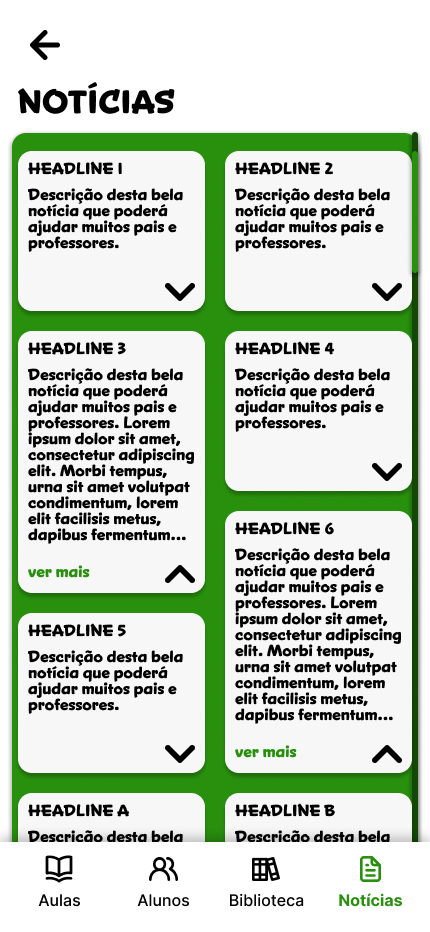 NOTÍCIAS
HEADLINE 1
Descrição desta bela
notícia que poderá
ajudar muitos pais e
professores.
HEADLINE 2
Descrição desta bela
notícia que poderá
ajudar muitos pais e
professores.
HEADLINE 3
Descrição desta bela
notícia que poderá
ajudar muitos pais e
professores. Lorem
ipsum dolor sit amet,
consectetur adipiscing
elit. Morbi tempus,
urna sit amet volutpat
condimentum, lorem
elit facilisis metus,
dapibus fermentum...
ver mais
HEADLINE 4
Descrição desta bela
notícia que poderá
ajudar muitos pais e
professores.
HEADLINE 5
Descrição desta bela
notícia que poderá
ajudar muitos pais e
professores.
HEADLINE 6
Descrição desta bela
notícia que poderá
ajudar muitos pais e
professores. Lorem
ipsum dolor sit amet,
consectetur adipiscing
elit. Morbi tempus,
urna sit amet volutpat
condimentum, lorem
elit facilisis metus,
dapibus fermentum...
ver mais
HEADLINE A
Descrição desta bela
HEADLINE B
Descrição desta bela
Aulas
Alunos
Biblioteca
Notícias